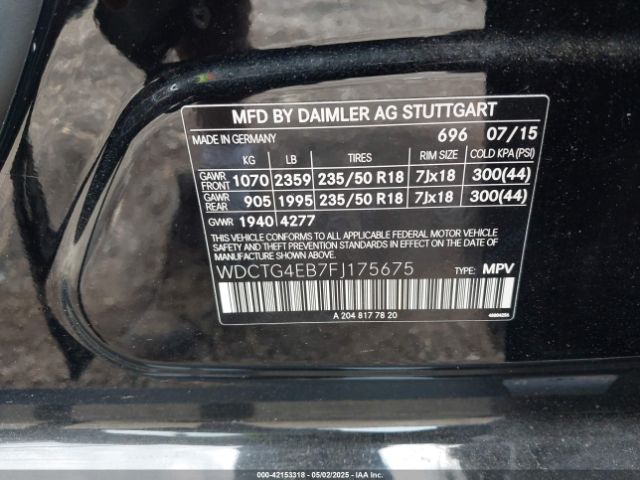 MFD BY DAIMLER AG STUTTGART
MADE IN GERMANY 696 07/15
KG LB TIRES RIM SIZE COLD KPA(PSI)
GAWR FRONT 1070 2359 235/50 R18 7Jx18 300(44)
GAWR REAR 905 1995 235/50 R18 7Jx18 300(44)
GVWR 1940 4277
THIS VEHICLE CONFORMS TO ALL APPLICABLE FEDERAL MOTOR VEHICLE
SAFETY AND THEFT PREVENTION STANDARDS IN EFFECT ON THE DATE OF
MANUFACTURE SHOWN ABOVE.
WDCTG4EB7FJ175675 TYPE: MPV
A 204 817 78 20
000-42153318 | 05/02/2025 | IAA Inc.